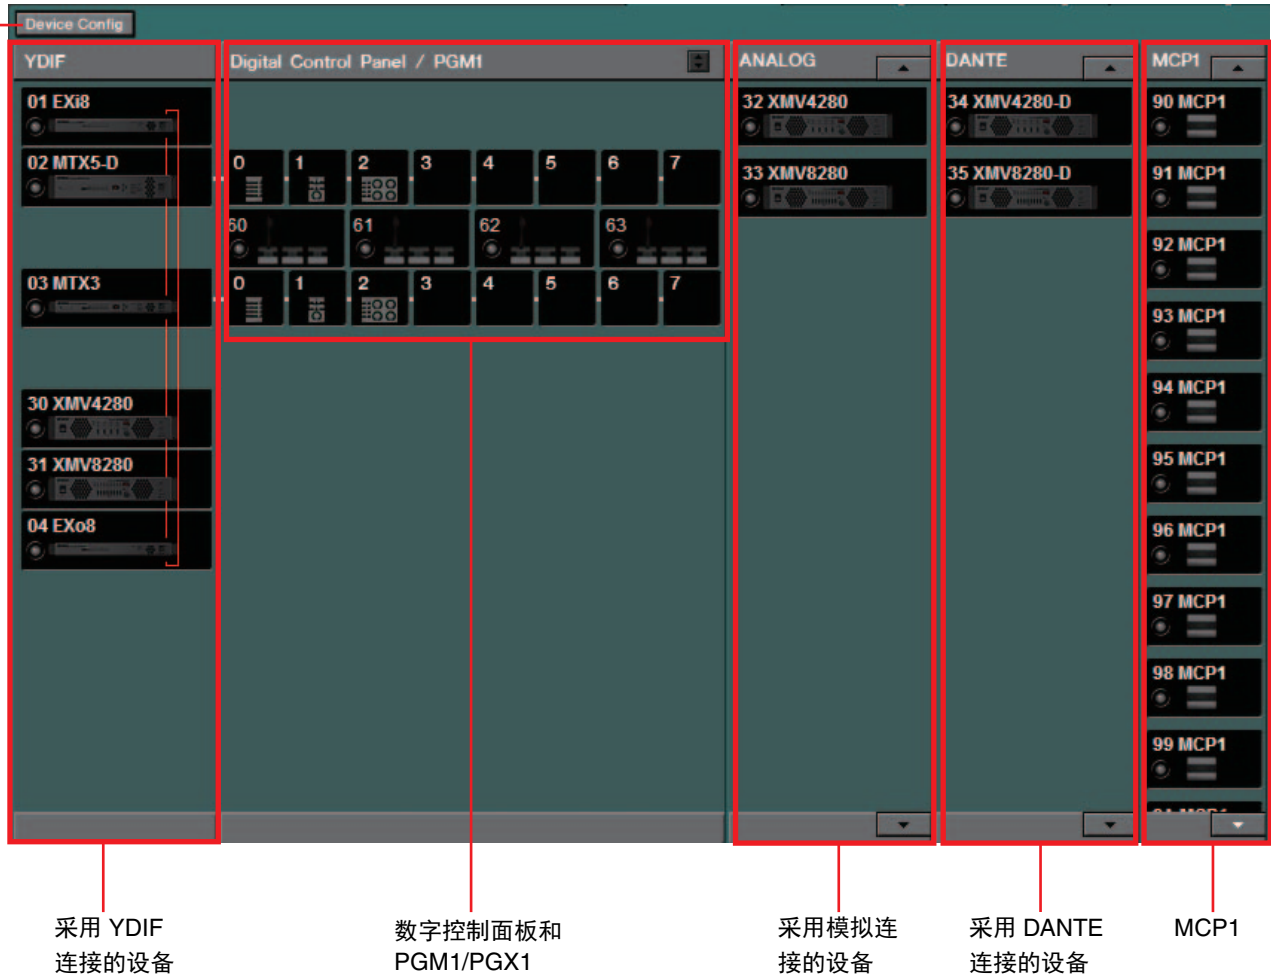 Device Config
YDIF
Digital Control Panel / PGM1
ANALOG
DANTE
MCP1
01 EXi8
02 MTX5-D
03 MTX3
30 XMV4280
31 XMV8280
04 EXo8
0 1 2 3 4 5 6 7
60 61 62 63
0 1 2 3 4 5 6 7
32 XMV4280
33 XMV8280
34 XMV4280-D
35 XMV8280-D
90 MCP1
91 MCP1
92 MCP1
93 MCP1
94 MCP1
95 MCP1
96 MCP1
97 MCP1
98 MCP1
99 MCP1
采用 YDIF
连接的设备
数字控制面板和
PGM1/PGX1
采用模拟连
接的设备
采用 DANTE
连接的设备
MCP1